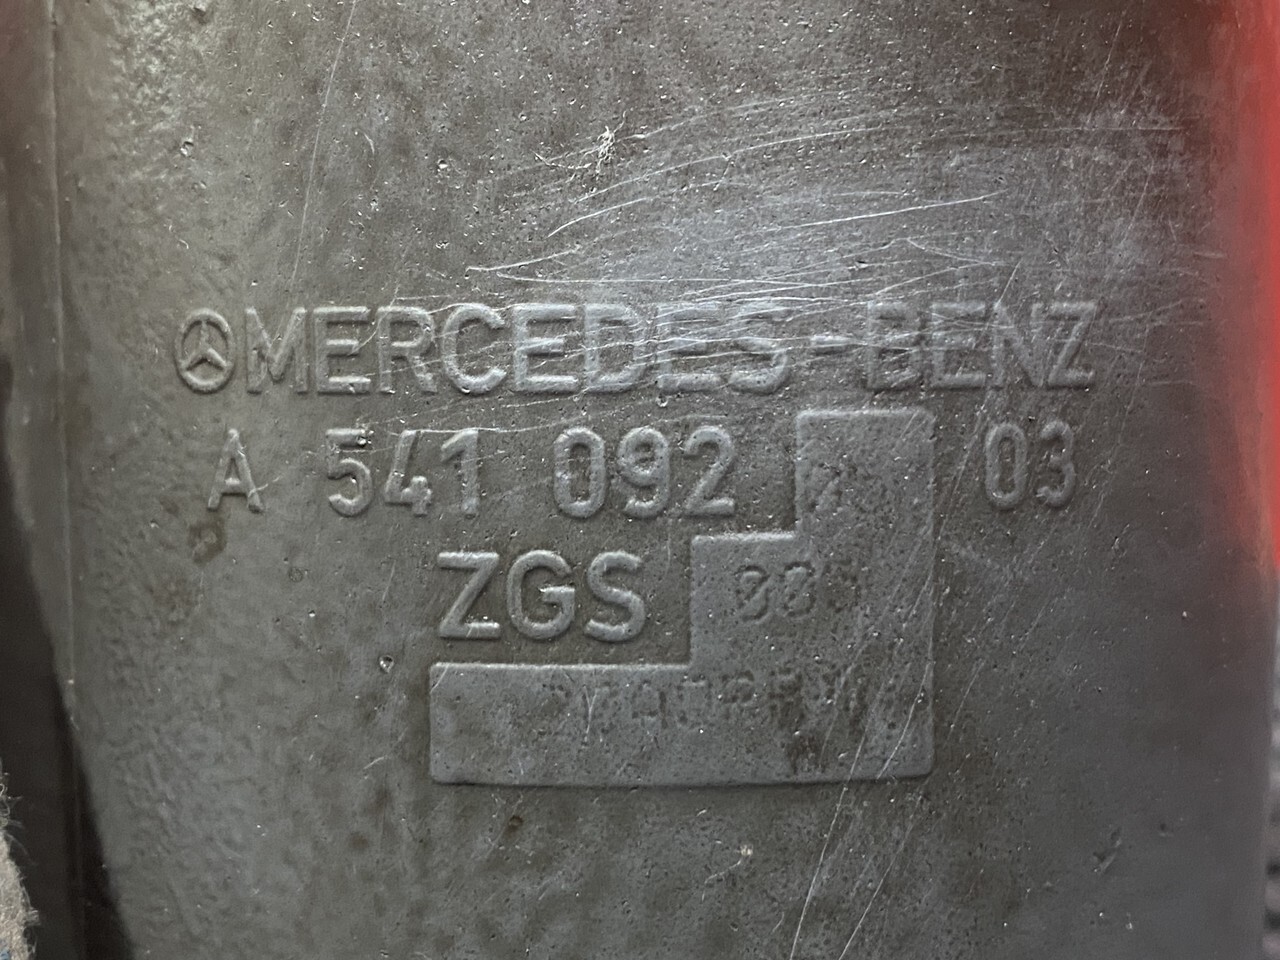 MERCEDES-BENZ
A 541 092 03
ZGS